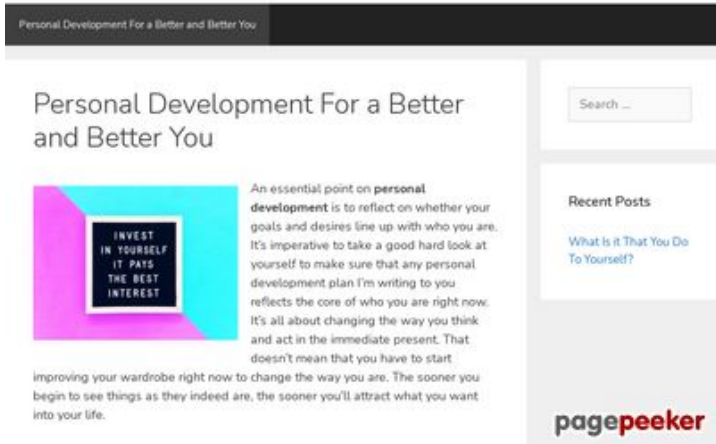 Personal Development For a Better and Better You
Personal Development For a Better
and Better You
INVEST
IN YOURSELF
IT PAYS
THE BEST
INTEREST
An essential point on personal
development is to reflect on whether your
goals and desires line up with who you are.
It's imperative to take a good hard look at
yourself to make sure that any personal
development plan I'm writing to you
reflects the core of who you are right now.
It's all about changing the way you think
and act in the immediate present. That
doesn't mean that you have to start
improving your wardrobe right now to change the way you are. The sooner you
begin to see things as they indeed are, the sooner you'll attract what you want
into your life.
Search ...
Recent Posts
What Is it That You Do
To Yourself?
pagepeeker